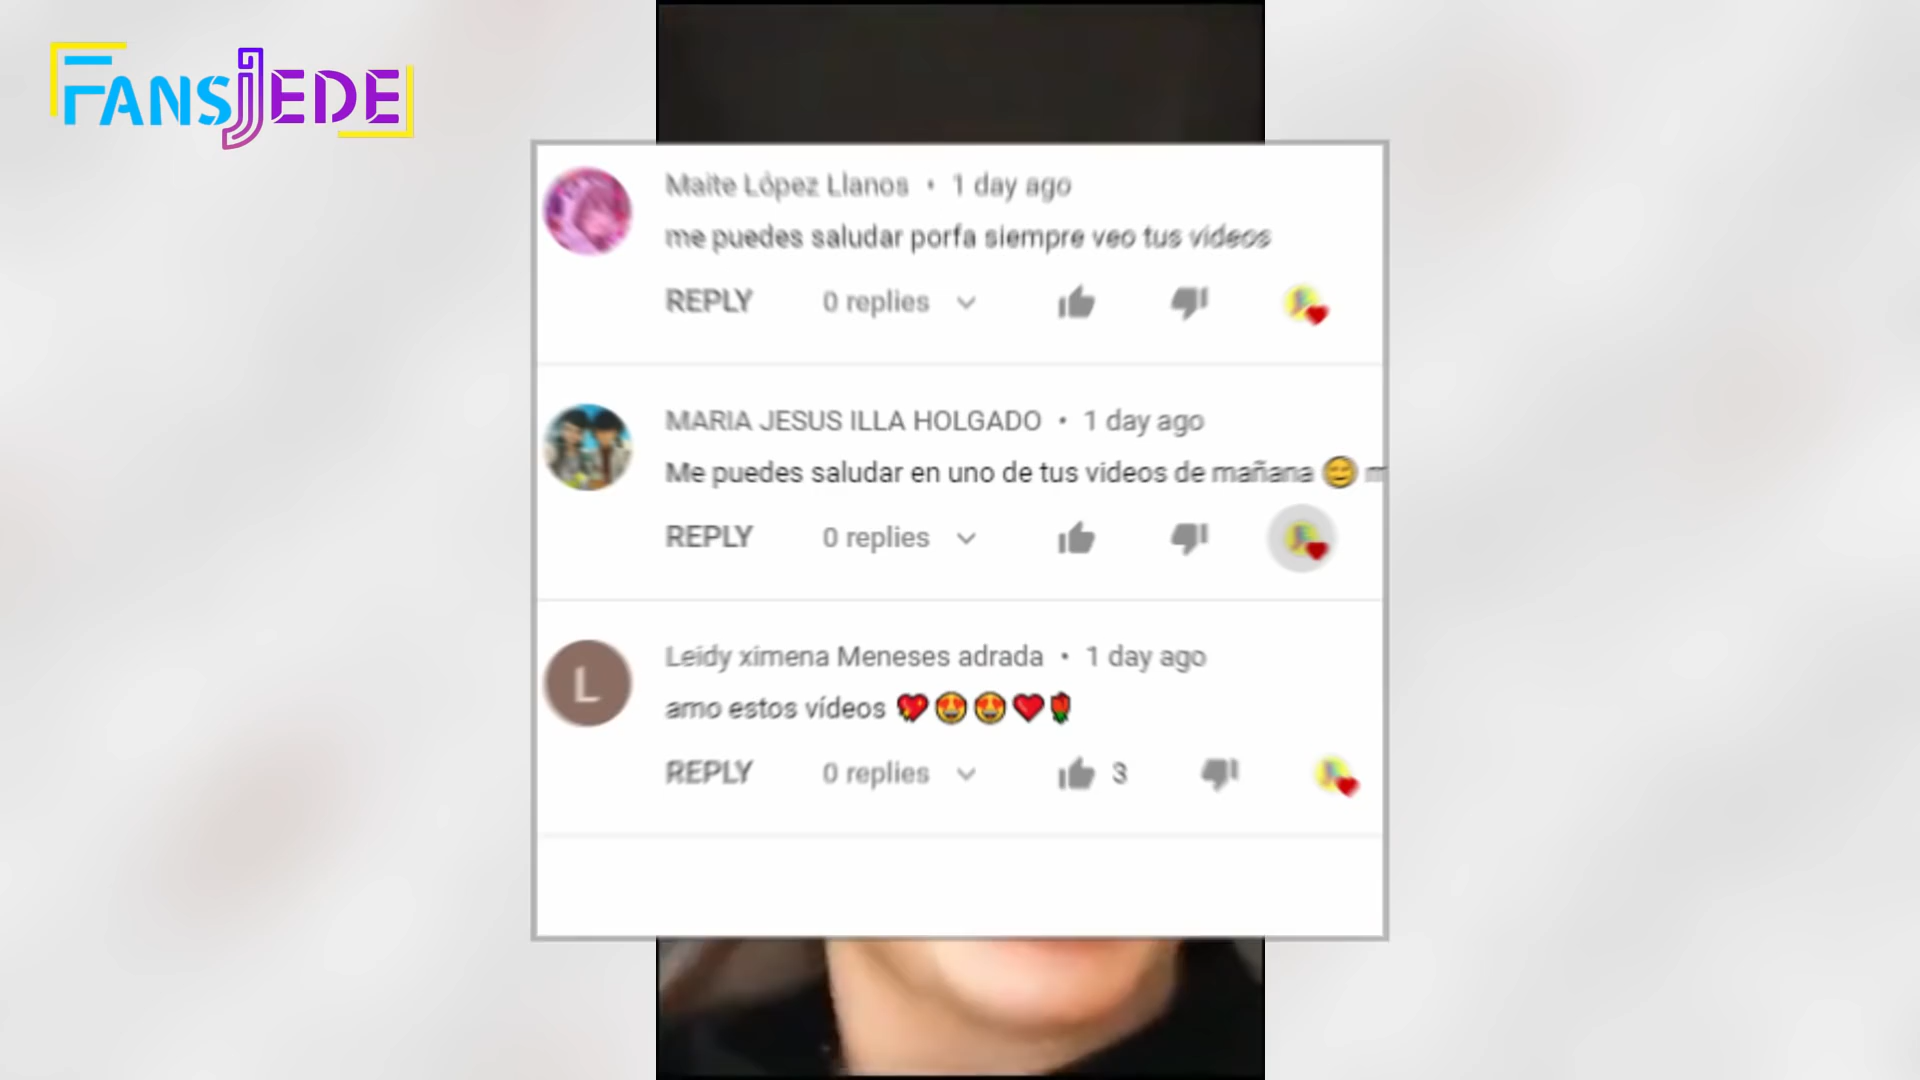 FANSJEDE
Maite López Llanos • 1 day ago
me puedes saludar porfa siempre veo tus videos
REPLY 0 replies
MARIA JESUS ILLA HOLGADO • 1 day ago
Me puedes saludar en uno de tus videos de mañana 😊
REPLY 0 replies
L
Leidy ximena Meneses adrada • 1 day ago
amo estos vídeos 💖😍😍❤️🌹
REPLY 0 replies 3